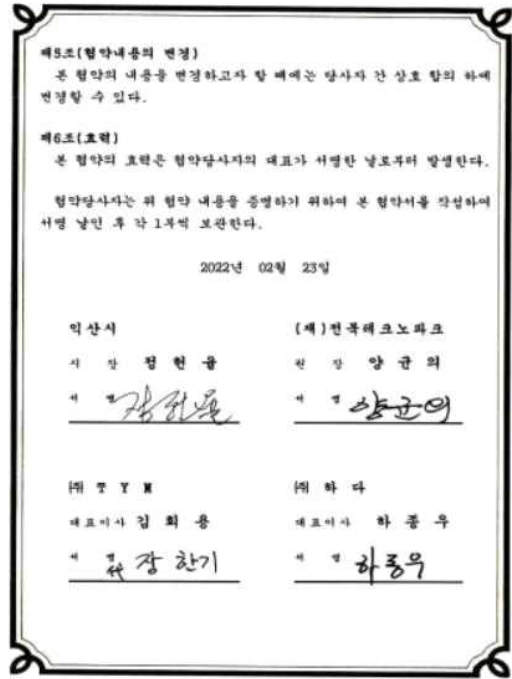 제5조(협약내용의 변경)
본 협약의 내용을 변경하고자 할 때에는 당사자 간 상호 합의 하에
변경할 수 있다.
제6조(효력)
본 협약의 효력은 협약당사자의 대표가 서명한 날로부터 발생한다.
협약당사자는 위 협약 내용을 증명하기 위하여 본 협약서를 작성하여
서명 날인 후 각 1부씩 보관한다.
2022년 02월 23일
익산시
(재)전북테크노파크
시 장 정헌율
원 장 양균의
서 명 정헌율
서 명 양균의
㈜ T Y M
㈜ 하 다
대표이사 김희용
대표이사 하종우
서 명 代 장한기
서 명 하종우